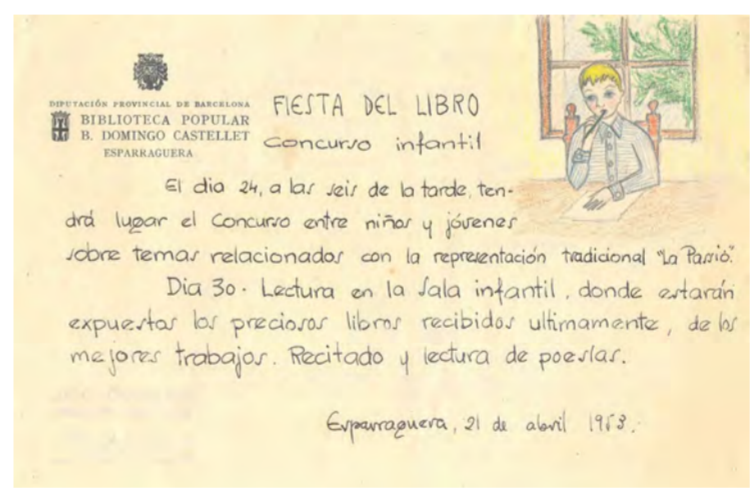 DIPUTACIÓN PROVINCIAL DE BARCELONA
BIBLIOTECA POPULAR
B. DOMINGO CASTELLET
ESPARRAGUERA
FIESTA DEL LIBRO
Concurso infantil
El dia 24, a las seis de la tarde, ten-
drá lugar el Concurso entre niños y jóvenes
sobre temas relacionados con la representación tradicional "La Passió".
Dia 30. Lectura en la Sala infantil, donde estarán
expuestos los preciosos libros recibidos ultimamente, de los
mejores trabajos. Recitado y lectura de poesías.
Esparraguera, 21 de abril 1953.